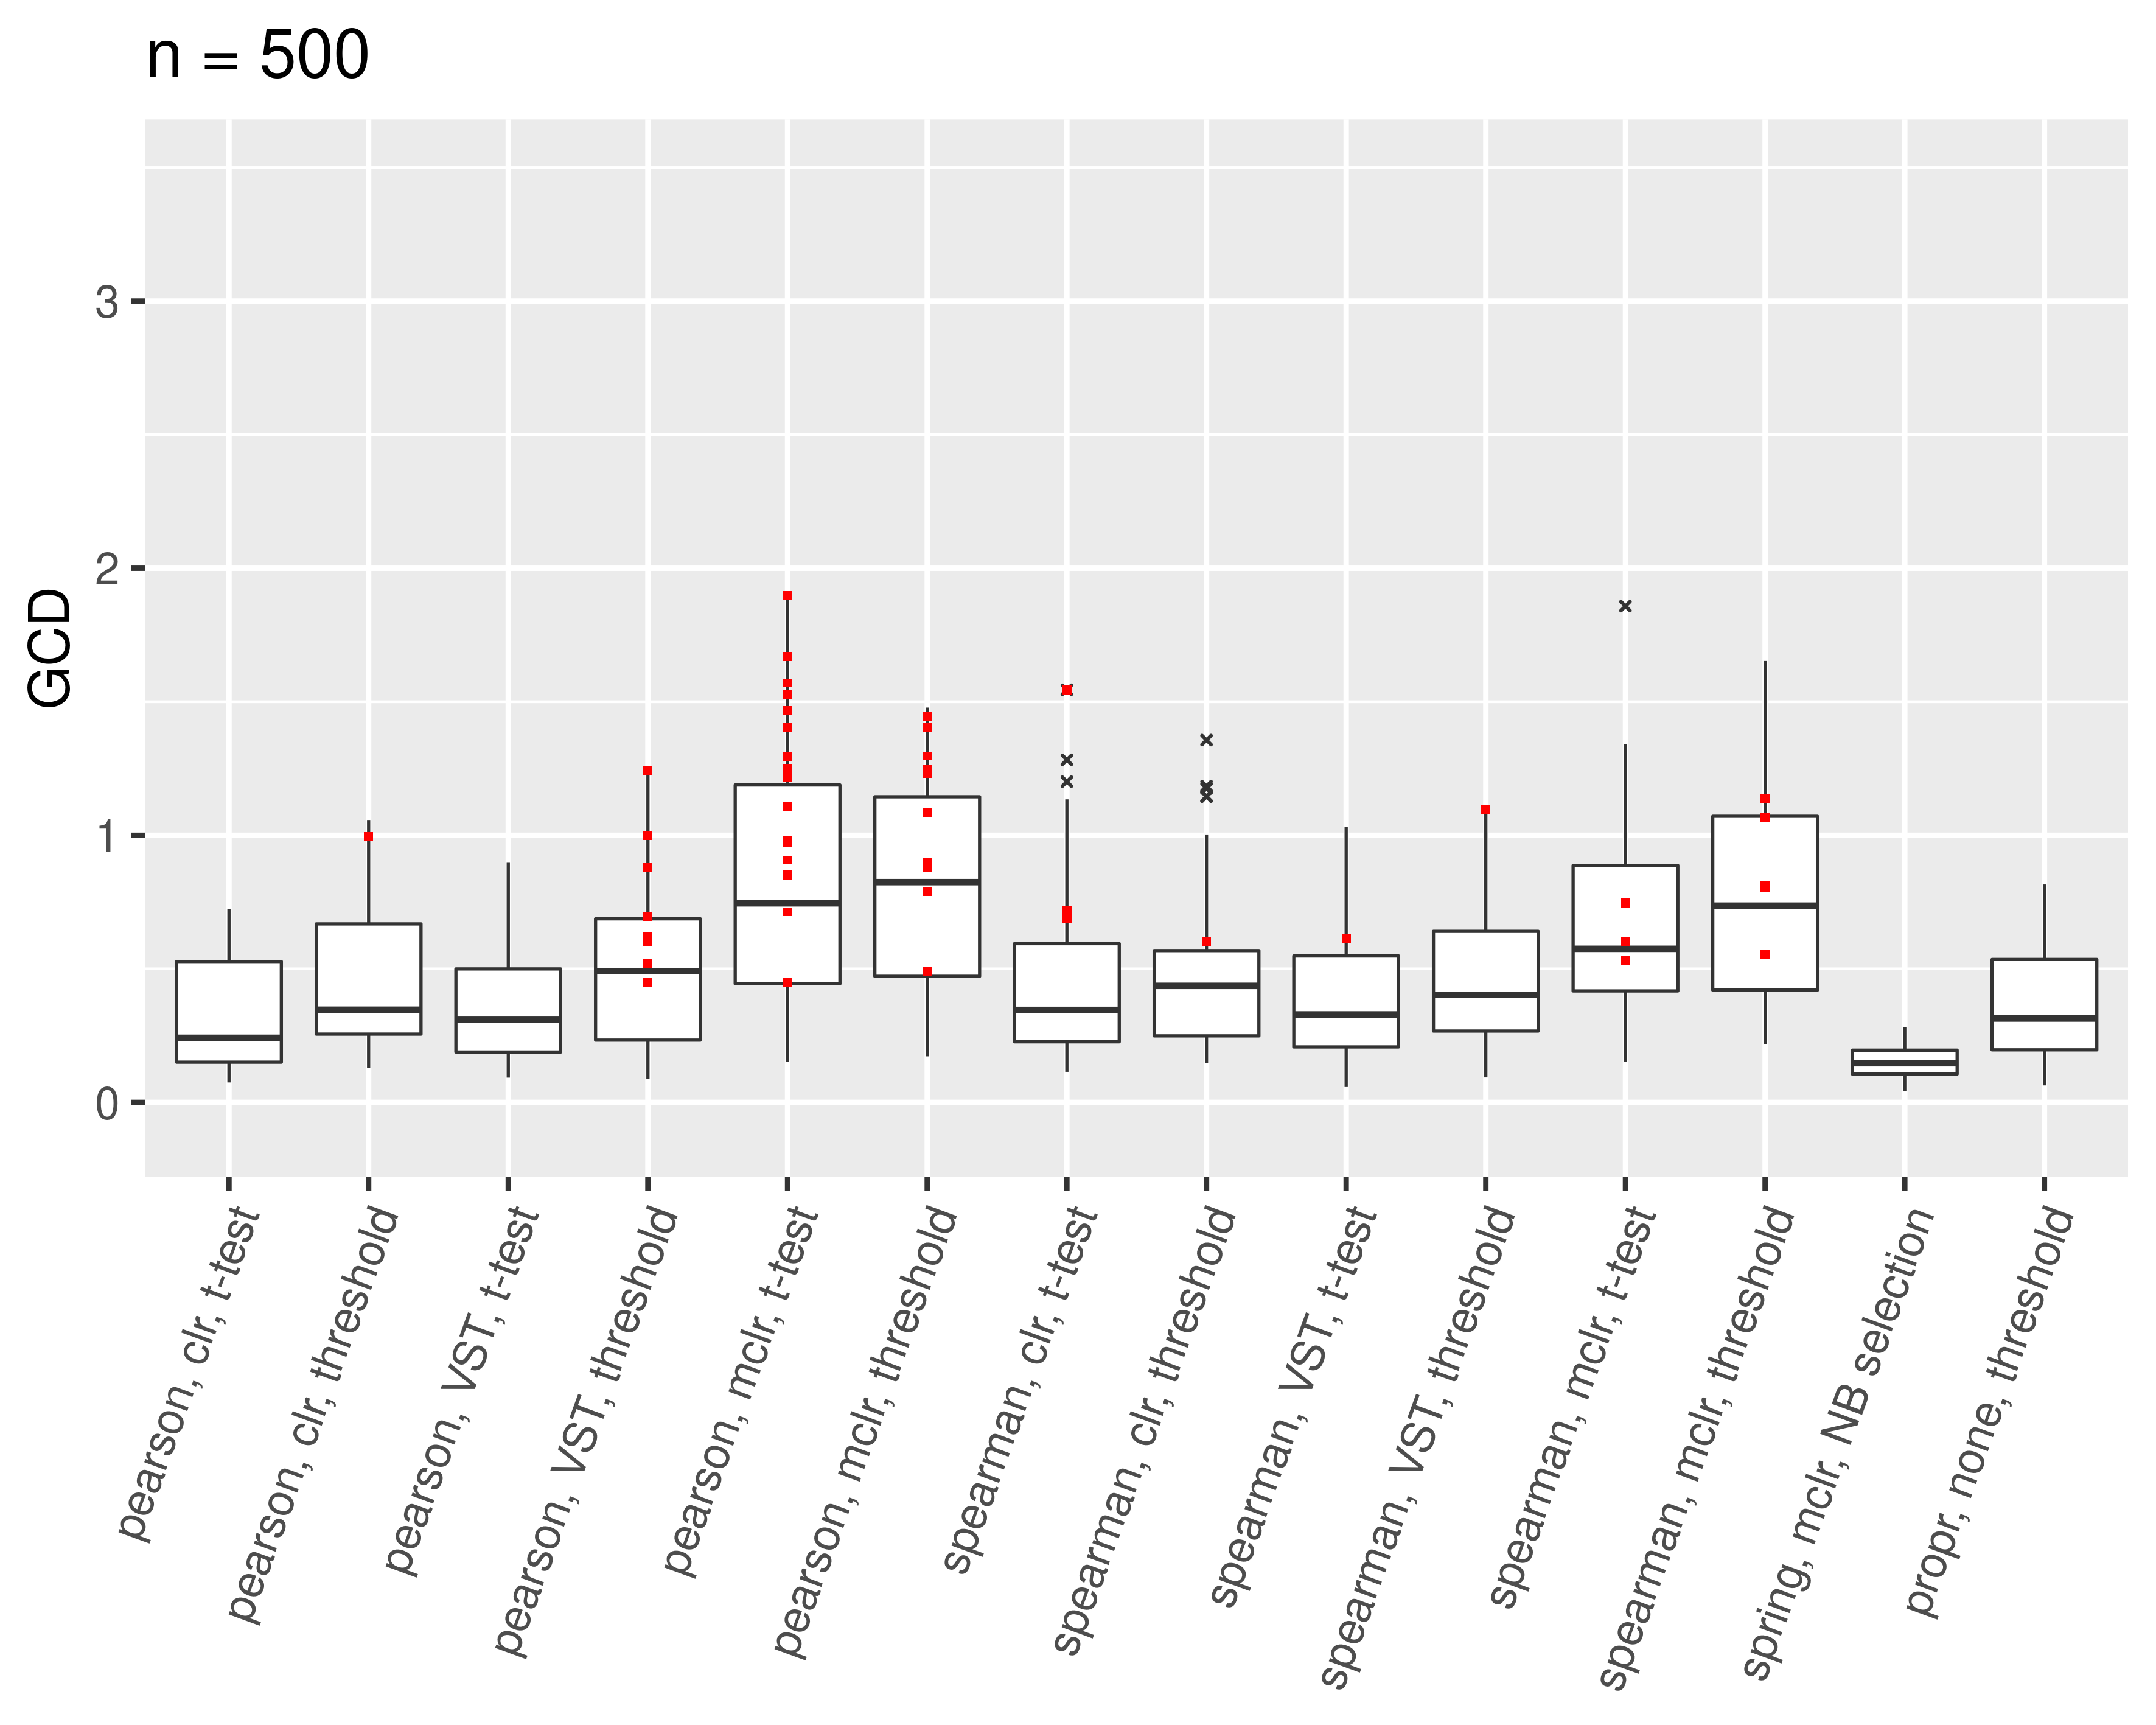 n = 500
GCD
3
2
1
0
pearson, clr, t-test
pearson, clr, threshold
pearson, VST, t-test
pearson, VST, threshold
pearson, mclr, t-test
pearson, mclr, threshold
spearman, clr, t-test
spearman, clr, threshold
spearman, VST, t-test
spearman, VST, threshold
spearman, mclr, t-test
spearman, mclr, threshold
spring, mclr, NB selection
propr, none, threshold